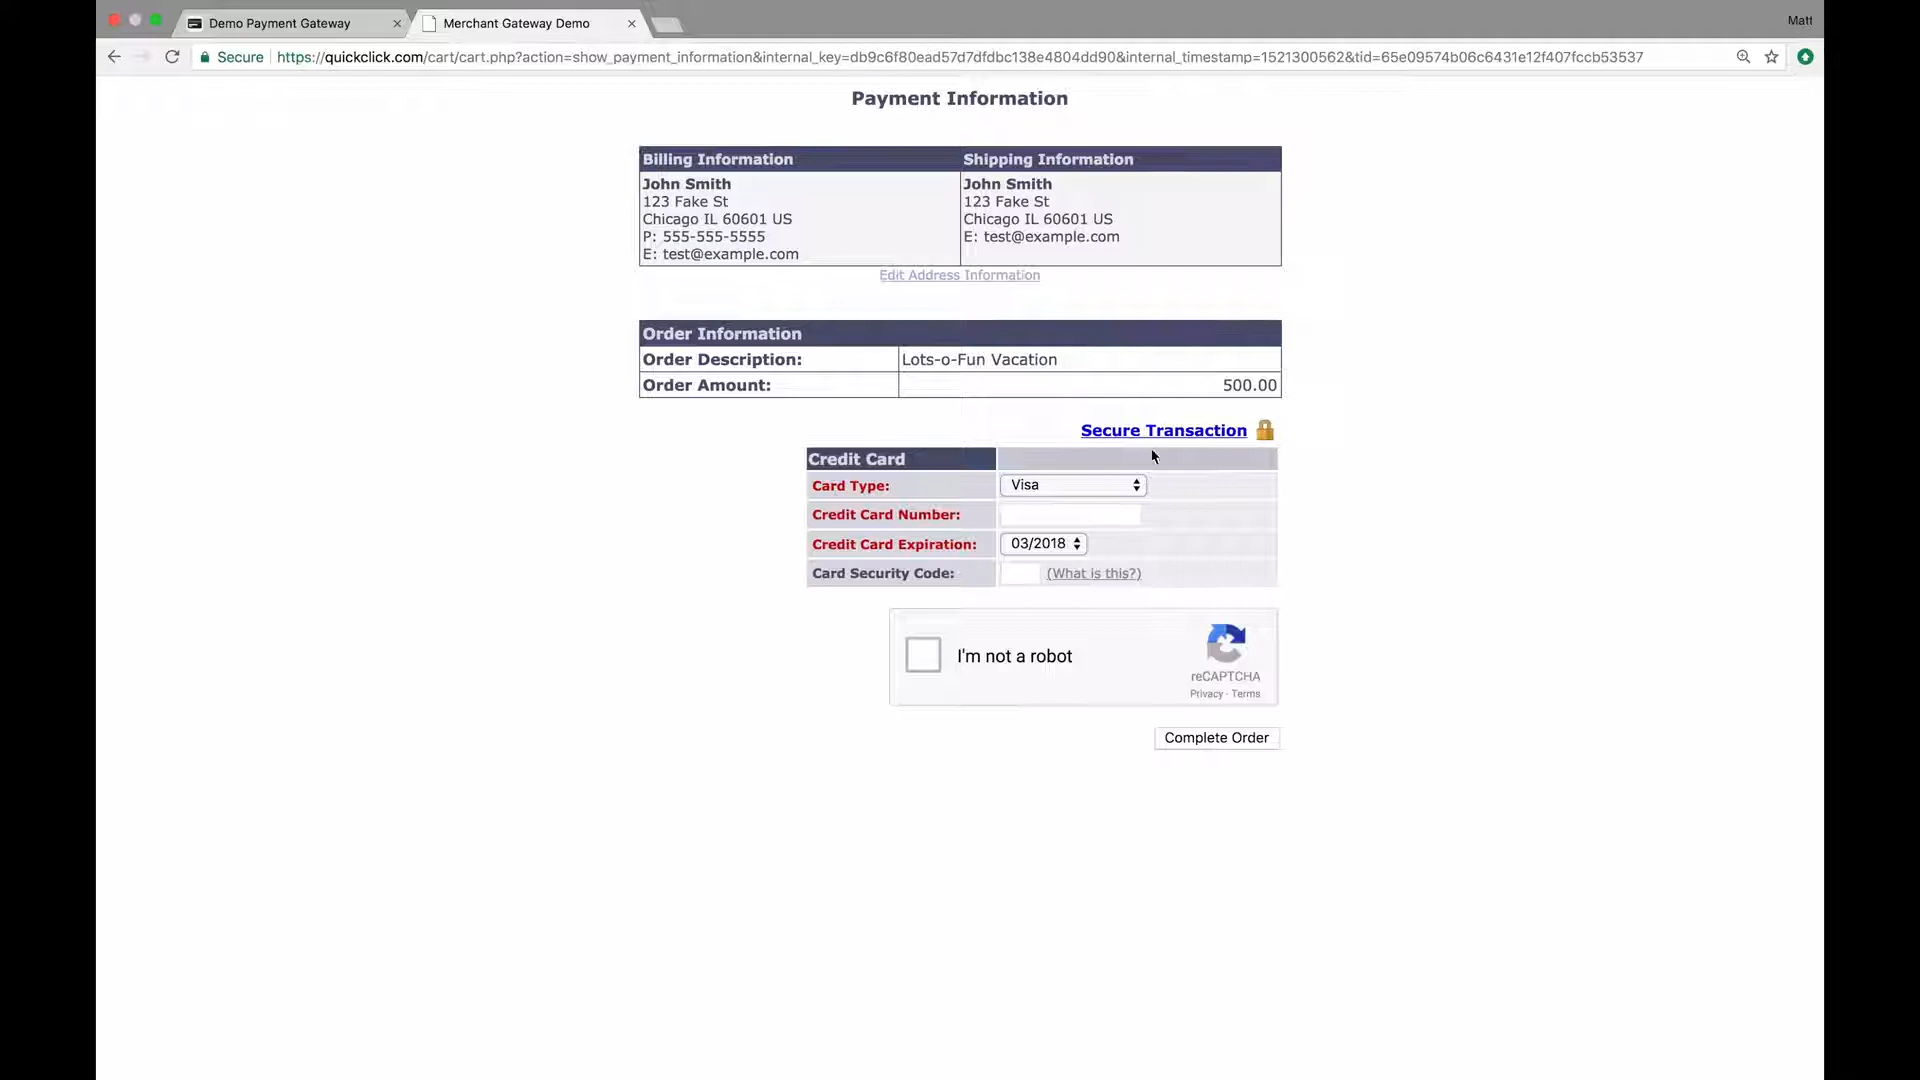 Demo Payment Gateway
Merchant Gateway Demo
Matt
Secure
https://quickclick.com/cart/cart.php?action=show_payment_information&internal_key=db9c6f80ead57d7dfdbc138e4804dd90&internal_timestamp=1521300562&tid=65e09574b06c6431e12f407fccb53537
Payment Information
Billing Information
John Smith
123 Fake St
Chicago IL 60601 US
P: 555-555-5555
E: test@example.com
Shipping Information
John Smith
123 Fake St
Chicago IL 60601 US
E: test@example.com
Edit Address Information
Order Information
Order Description: Lots-o-Fun Vacation
Order Amount: 500.00
Secure Transaction
Credit Card
Card Type: Visa
Credit Card Number:
Credit Card Expiration: 03/2018
Card Security Code: (What is this?)
I'm not a robot
reCAPTCHA
Privacy - Terms
Complete Order